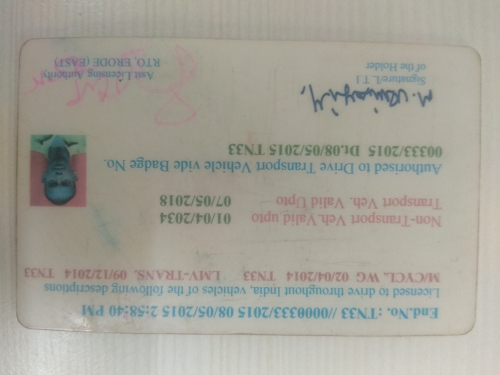 End.No. : TN33 //0000333/2015 08/05/2015 2:58:40 PM
Licensed to drive throughout India, vehicles of the following descriptions
M/CYCL. WG 02/04/2014 TN33 LMV-TRANS. 09/12/2014 TN33
Non-Transport Veh.Valid upto 01/04/2034
Transport Veh. Valid Upto 07/05/2018
Authorised to Drive Transport Vehicle vide Badge No.
00333/2015 Dt.08/05/2015 TN33
Signature/L T I
of the Holder
Asst Licensing Authority
RTO, ERODE (EAST)